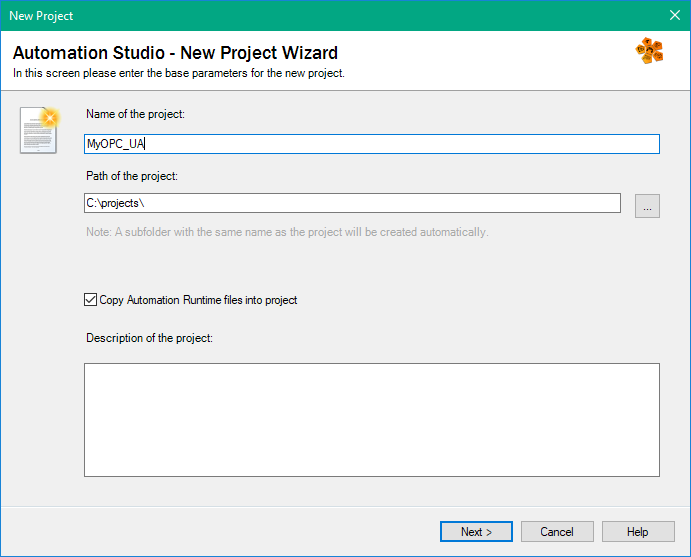 New Project
Automation Studio - New Project Wizard
In this screen please enter the base parameters for the new project.
Name of the project:
MyOPC_UA
Path of the project:
C:\projects\
...
Note: A subfolder with the same name as the project will be created automatically.
Copy Automation Runtime files into project
Description of the project:
Next >
Cancel
Help